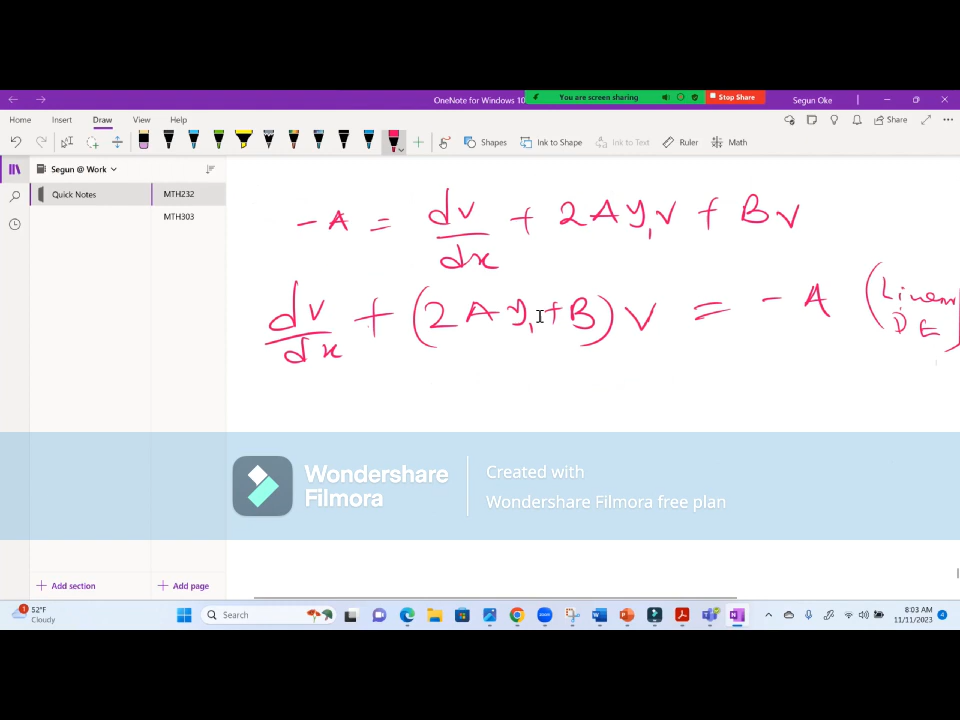 OneNote for Windows 10
You are screen sharing
Stop Share
Segun Oke
Home Insert Draw View Help
Share
Shapes Ink to Shape Ink to Text Ruler Math
Segun @ Work
Quick Notes
MTH232
MTH303
-A = dv/dx + 2Ay₁v + Bv
dv/dx + (2Ay₁+B)v = -A (Linear
DE)
Wondershare
Filmora
Created with
Wondershare Filmora free plan
Add section
Add page
1
52°F
Cloudy
Search
8:03 AM
11/11/2023
4